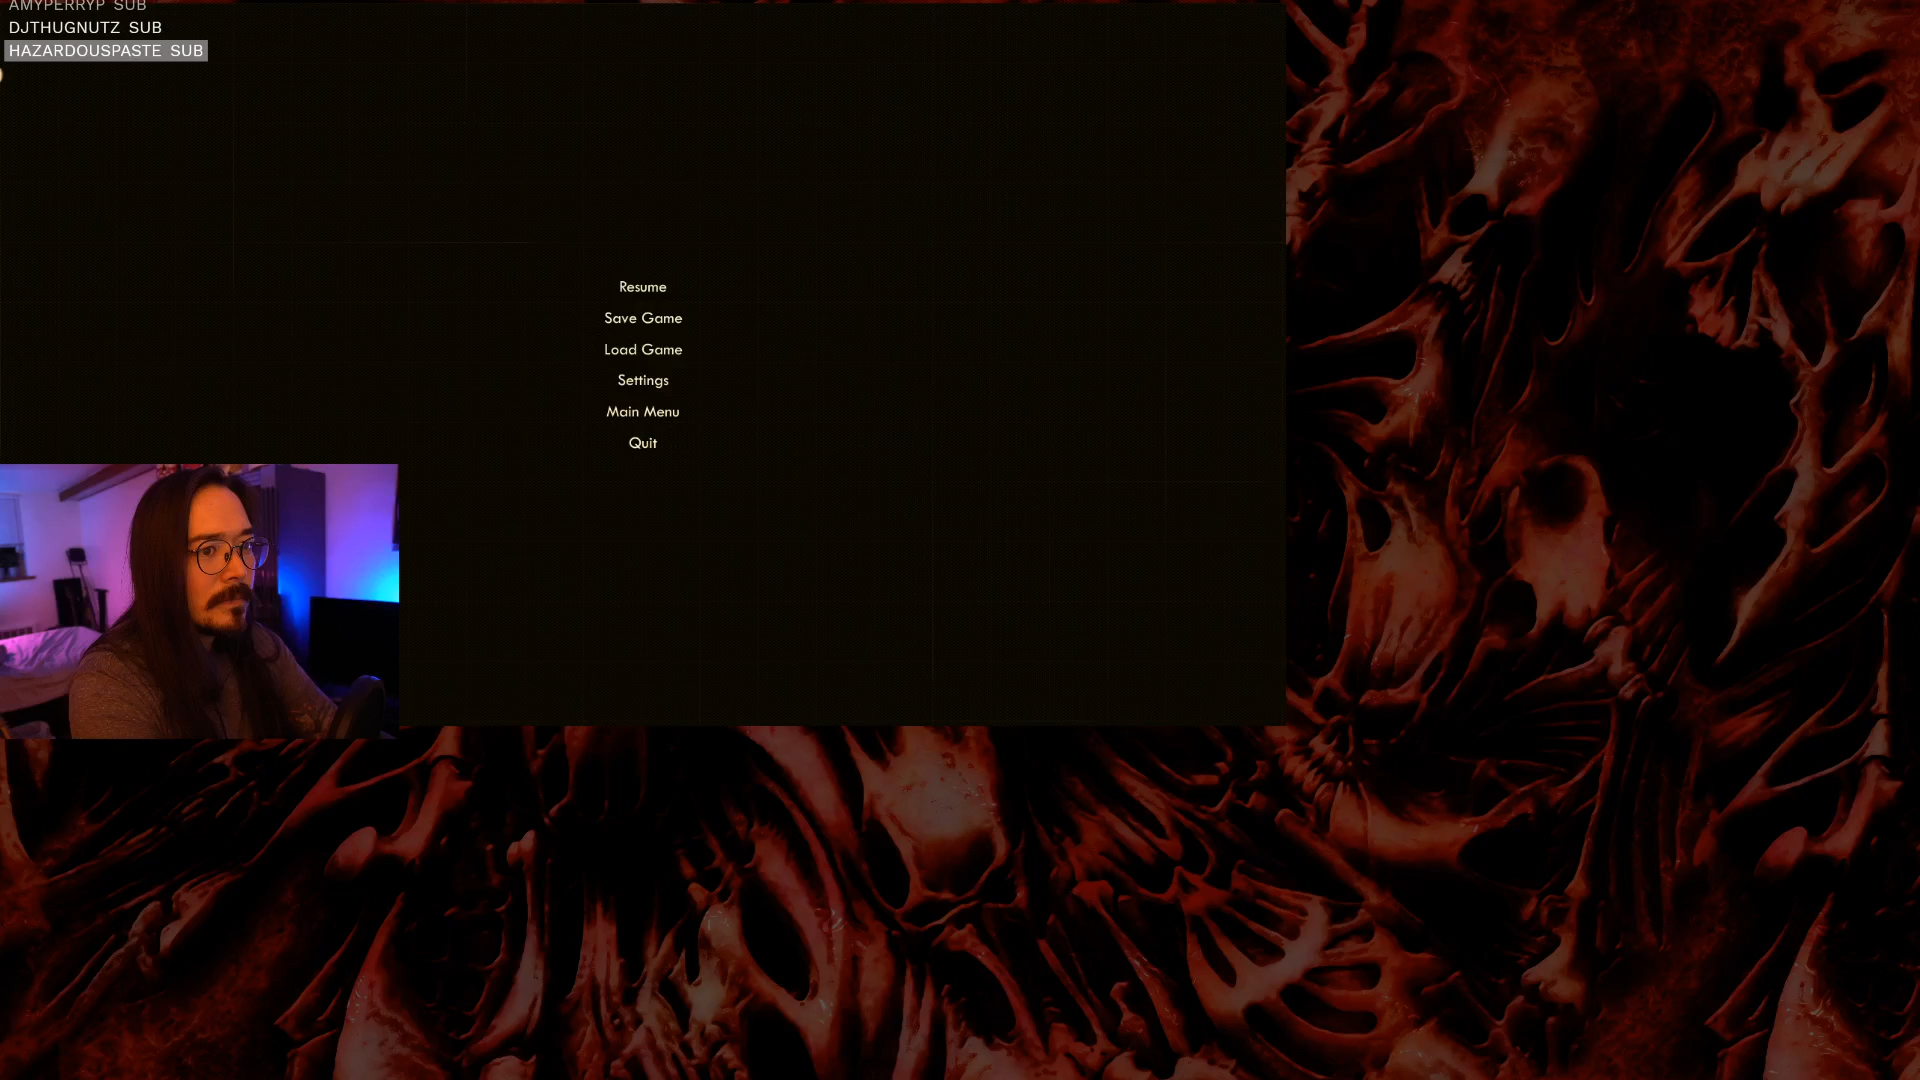 AMYPERRYP SUB
DJTHUGNUTZ SUB
HAZARDOUSPASTE SUB
Resume
Save Game
Load Game
Settings
Main Menu
Quit